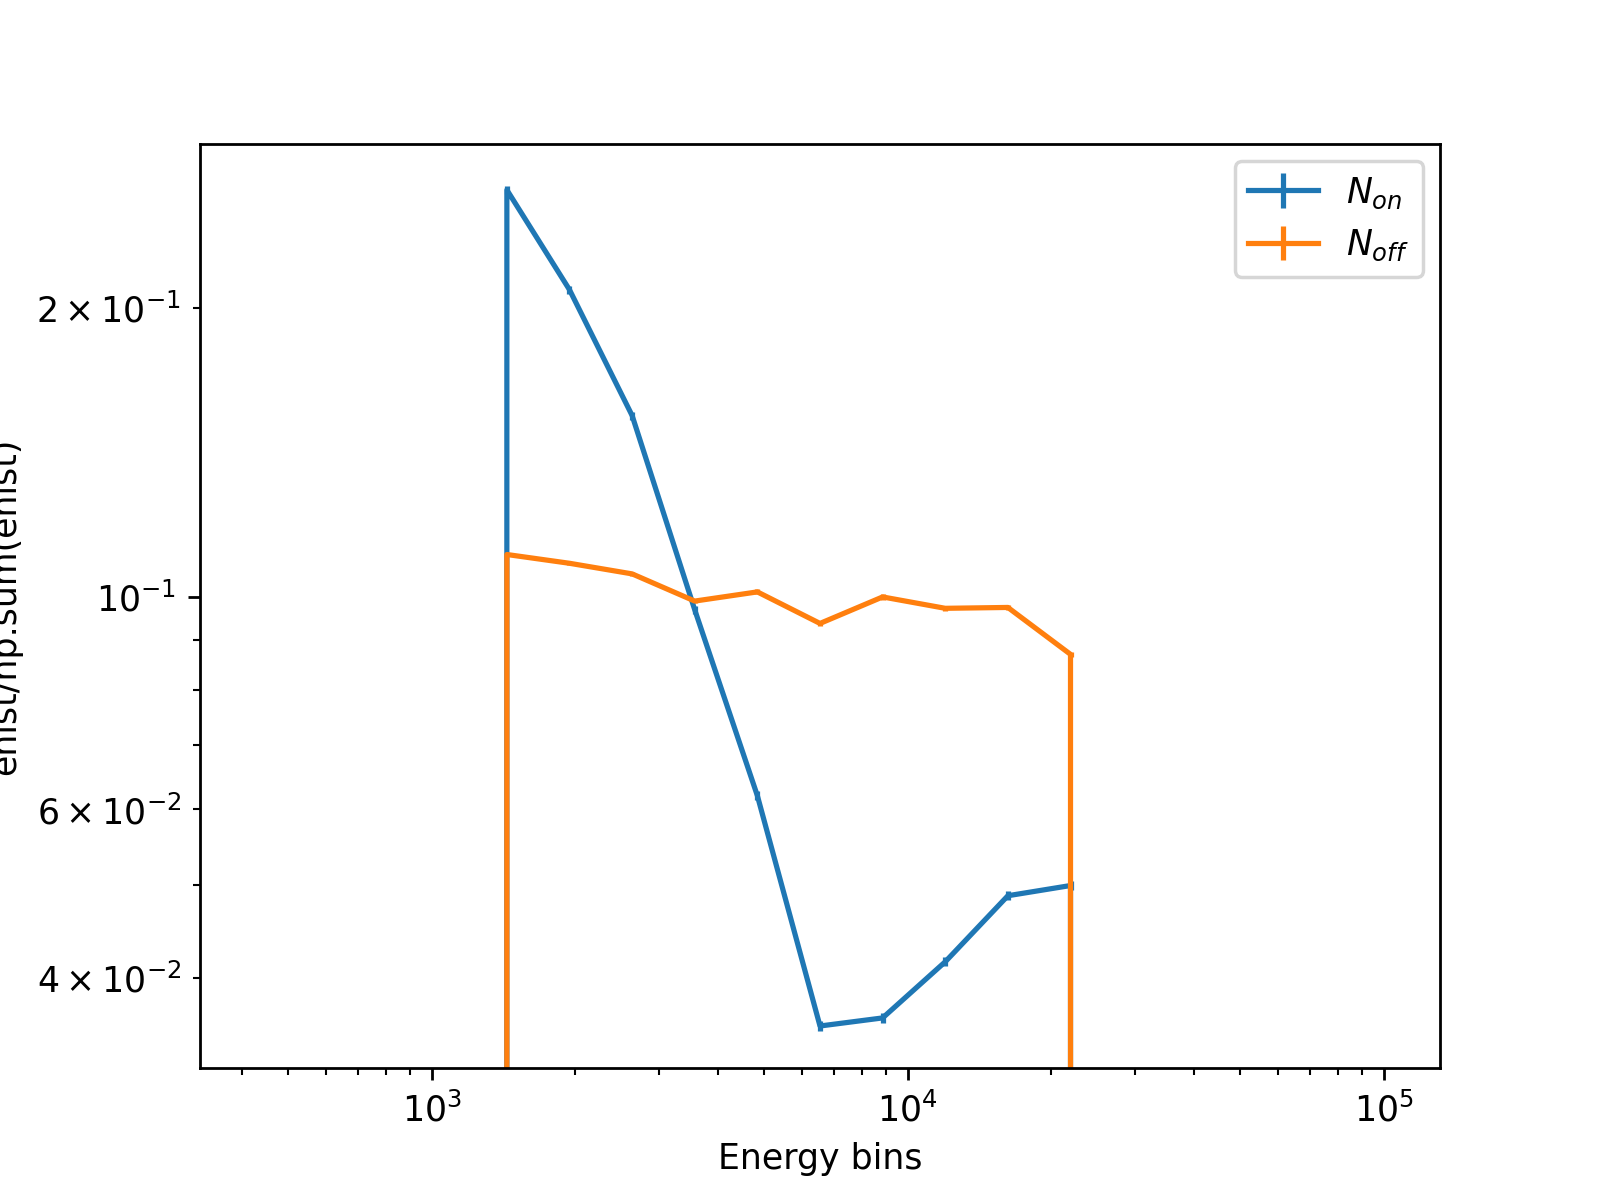 N_on
N_off
2 × 10^−1
10^−1
6 × 10^−2
4 × 10^−2
ehist/np.sum(ehist)
10^3
10^4
10^5
Energy bins